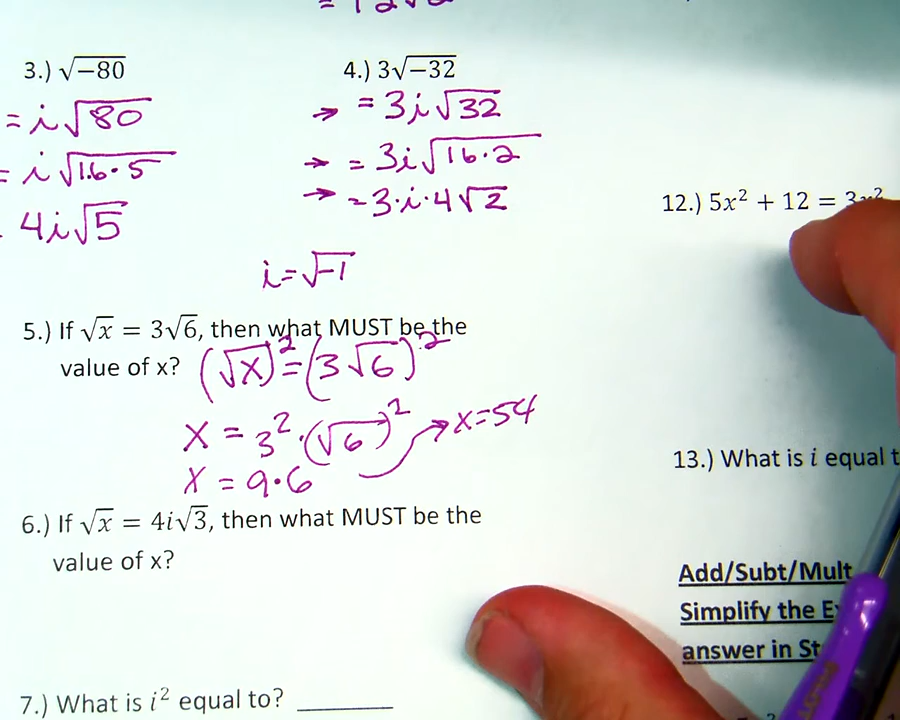 3.) √−80
= i√80
= i√16·5
4i√5
4.) 3√−32
→ = 3i√32
→ = 3i√16·2
→ = 3·i·4√2
i=√-1
5.) If √x = 3√6, then what MUST be the
value of x? (√x)² = (3√6)²
x = 3²·(√6)²
x = 9·6 → x=54
6.) If √x = 4i√3, then what MUST be the
value of x?
7.) What is i² equal to? ________
12.) 5x² + 12 = 3x²
13.) What is i equal
Add/Subt/Mult
Simplify the
answer in